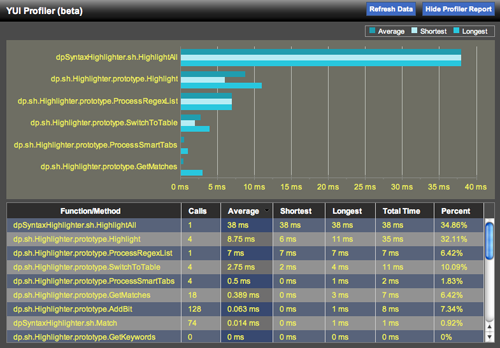 YUI Profiler (beta)
Refresh Data
Hide Profiler Report
Average Shortest Longest
dpSyntaxHighlighter.sh.HighlightAll
dp.sh.Highlighter.prototype.Highlight
dp.sh.Highlighter.prototype.ProcessRegexList
dp.sh.Highlighter.prototype.SwitchToTable
dp.sh.Highlighter.prototype.ProcessSmartTabs
dp.sh.Highlighter.prototype.GetMatches
0 ms 5 ms 10 ms 15 ms 20 ms 25 ms 30 ms 35 ms 40 ms
Function/Method Calls Average Shortest Longest Total Time Percent
dpSyntaxHighlighter.sh.HighlightAll 1 38 ms 38 ms 38 ms 38 ms 34.86%
dp.sh.Highlighter.prototype.Highlight 4 8.75 ms 6 ms 11 ms 35 ms 32.11%
dp.sh.Highlighter.prototype.ProcessRegexList 1 7 ms 7 ms 7 ms 7 ms 6.42%
dp.sh.Highlighter.prototype.SwitchToTable 4 2.75 ms 2 ms 4 ms 11 ms 10.09%
dp.sh.Highlighter.prototype.ProcessSmartTabs 4 0.5 ms 0 ms 1 ms 2 ms 1.83%
dp.sh.Highlighter.prototype.GetMatches 18 0.389 ms 0 ms 3 ms 7 ms 6.42%
dp.sh.Highlighter.prototype.AddBit 128 0.063 ms 0 ms 1 ms 8 ms 7.34%
dpSyntaxHighlighter.sh.Match 74 0.014 ms 0 ms 1 ms 1 ms 0.92%
dp.sh.Highlighter.prototype.GetKeywords 0 0 ms 0 ms 0 ms 0 ms 0%